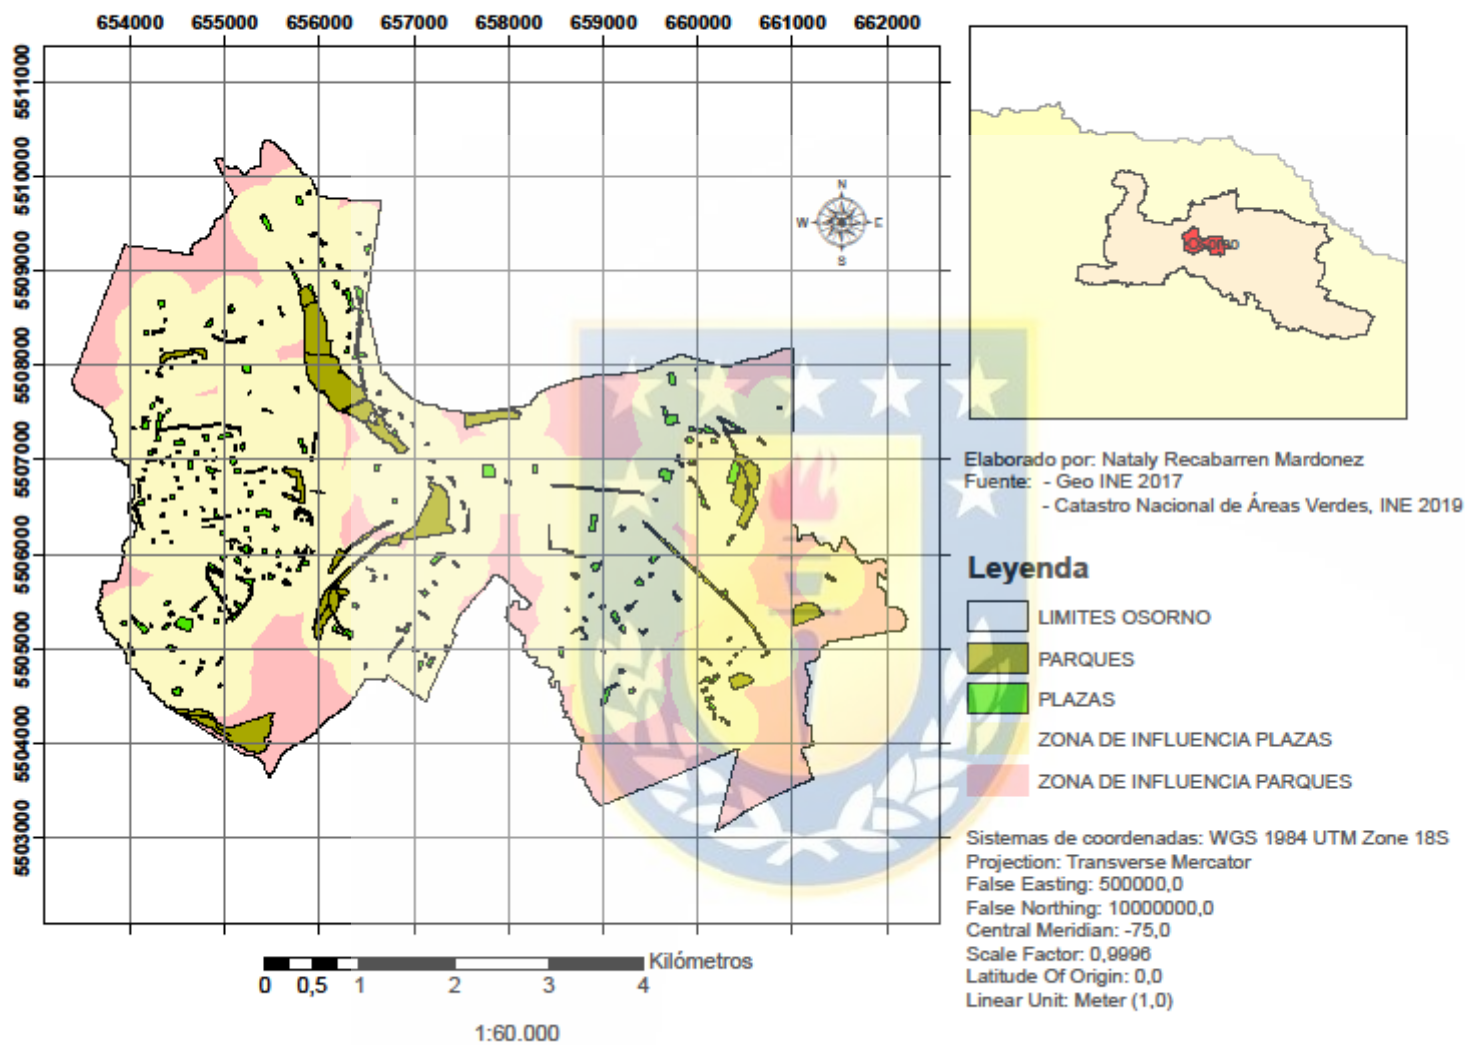 654000 655000 656000 657000 658000 659000 660000 661000 662000
5511000
5510000
5509000
5508000
5507000
5506000
5505000
5504000
5503000
N
W E
S
Osorno
Elaborado por: Nataly Recabarren Mardonez
Fuente: - Geo INE 2017
- Catastro Nacional de Áreas Verdes, INE 2019
Leyenda
LIMITES OSORNO
PARQUES
PLAZAS
ZONA DE INFLUENCIA PLAZAS
ZONA DE INFLUENCIA PARQUES
Sistemas de coordenadas: WGS 1984 UTM Zone 18S
Projection: Transverse Mercator
False Easting: 500000,0
False Northing: 10000000,0
Central Meridian: -75,0
Scale Factor: 0,9996
Latitude Of Origin: 0,0
Linear Unit: Meter (1,0)
Kilómetros
0 0,5 1 2 3 4
1:60.000